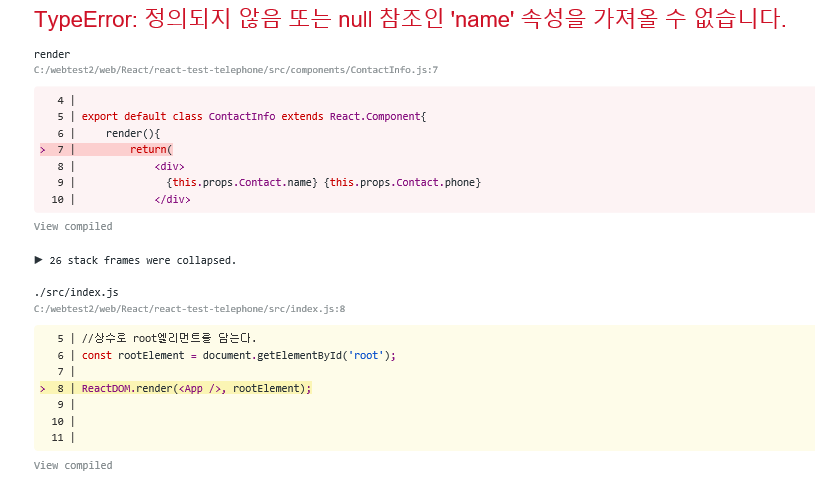 TypeError: 정의되지 않음 또는 null 참조인 'name' 속성을 가져올 수 없습니다.
render
C:/webtest2/web/React/react-test-telephone/src/components/ContactInfo.js:7
4 |
5 | export default class ContactInfo extends React.Component{
6 |     render(){
> 7 |         return(
8 |             <div>
9 |               {this.props.Contact.name} {this.props.Contact.phone}
10 |             </div>
View compiled
▶ 26 stack frames were collapsed.
./src/index.js
C:/webtest2/web/React/react-test-telephone/src/index.js:8
5 | //상수로 root엘리먼트를 담는다.
6 | const rootElement = document.getElementById('root');
7 |
> 8 | ReactDOM.render(<App />, rootElement);
9 |
10 |
11 |
View compiled